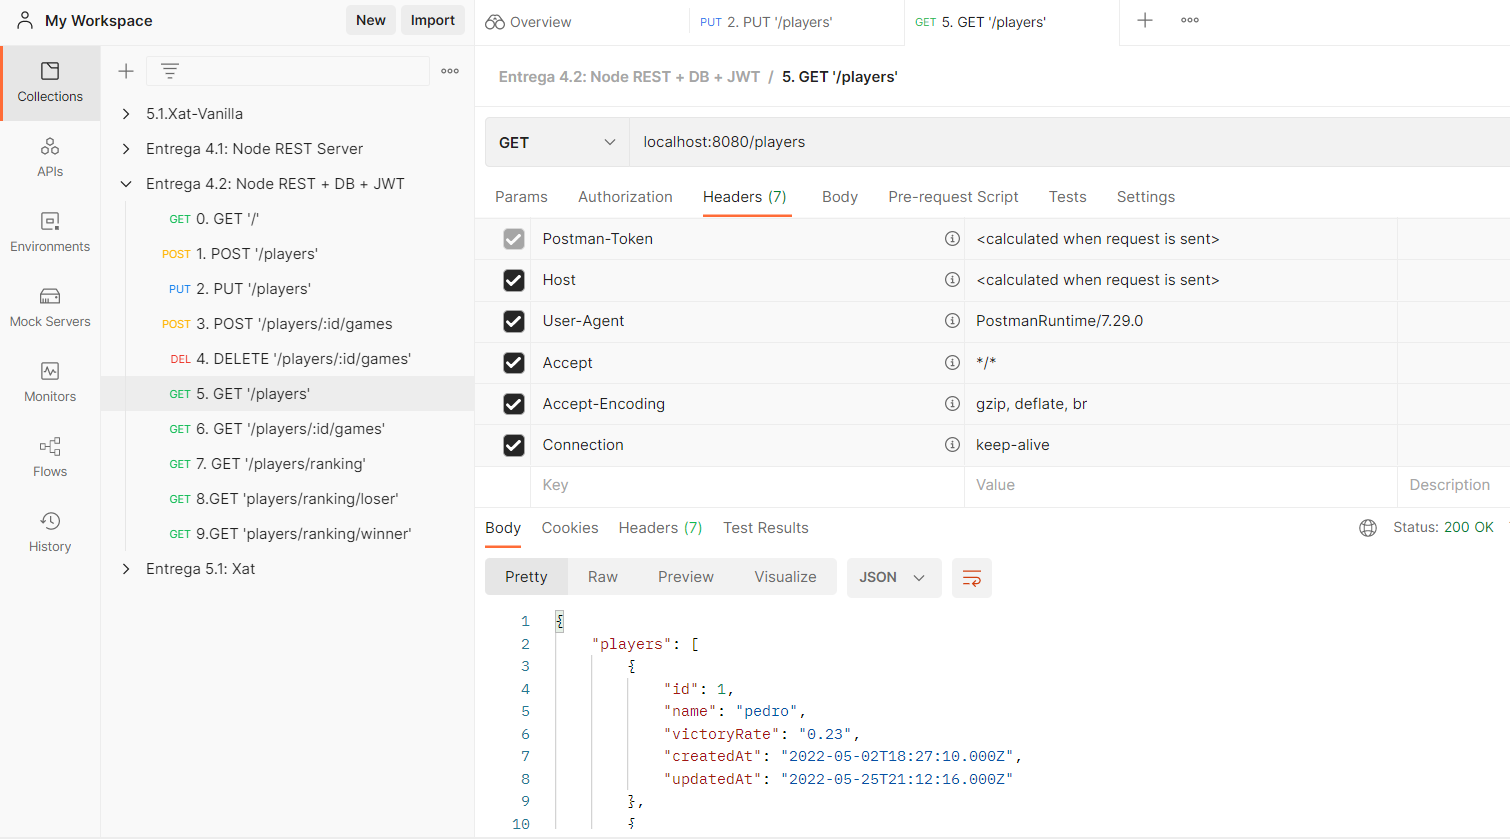 My Workspace
New
Import
Overview
PUT 2. PUT '/players'
GET 5. GET '/players'
Collections
APIs
Environments
Mock Servers
Monitors
Flows
History
5.1.Xat-Vanilla
Entrega 4.1: Node REST Server
Entrega 4.2: Node REST + DB + JWT
GET 0. GET '/'
POST 1. POST '/players'
PUT 2. PUT '/players'
POST 3. POST '/players/:id/games
DEL 4. DELETE '/players/:id/games'
GET 5. GET '/players'
GET 6. GET '/players/:id/games'
GET 7. GET '/players/ranking'
GET 8.GET 'players/ranking/loser'
GET 9.GET 'players/ranking/winner'
Entrega 5.1: Xat
Entrega 4.2: Node REST + DB + JWT / 5. GET '/players'
GET
localhost:8080/players
Params Authorization Headers (7) Body Pre-request Script Tests Settings
Postman-Token <calculated when request is sent>
Host <calculated when request is sent>
User-Agent PostmanRuntime/7.29.0
Accept */*
Accept-Encoding gzip, deflate, br
Connection keep-alive
Key Value Description
Body Cookies Headers (7) Test Results
Status: 200 OK
Pretty Raw Preview Visualize JSON
1 {
2 "players": [
3 {
4 "id": 1,
5 "name": "pedro",
6 "victoryRate": "0.23",
7 "createdAt": "2022-05-02T18:27:10.000Z",
8 "updatedAt": "2022-05-25T21:12:16.000Z"
9 },
10 {